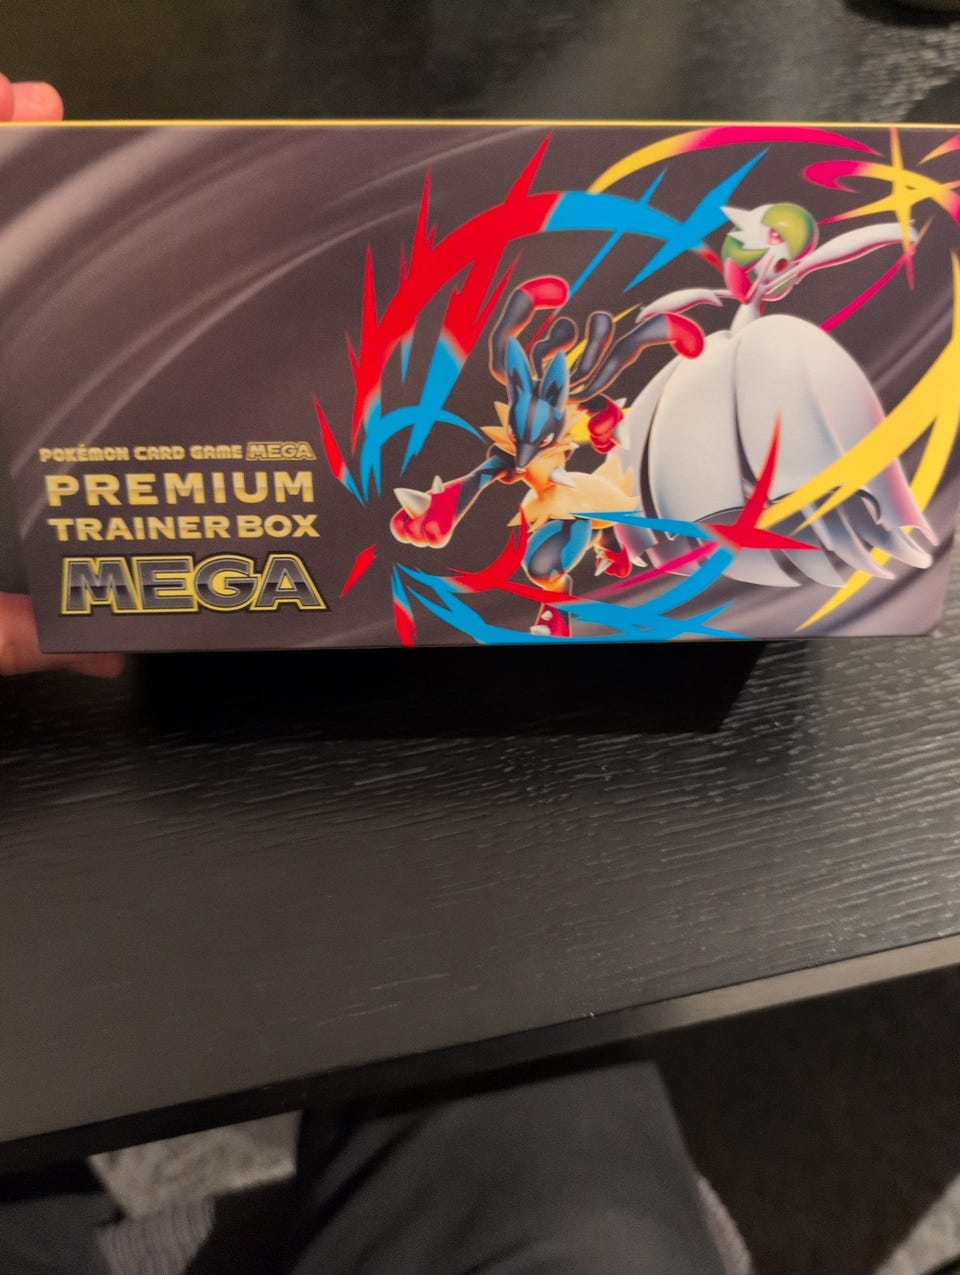 POKÉMON CARD GAME MEGA
PREMIUM
TRAINER BOX
MEGA